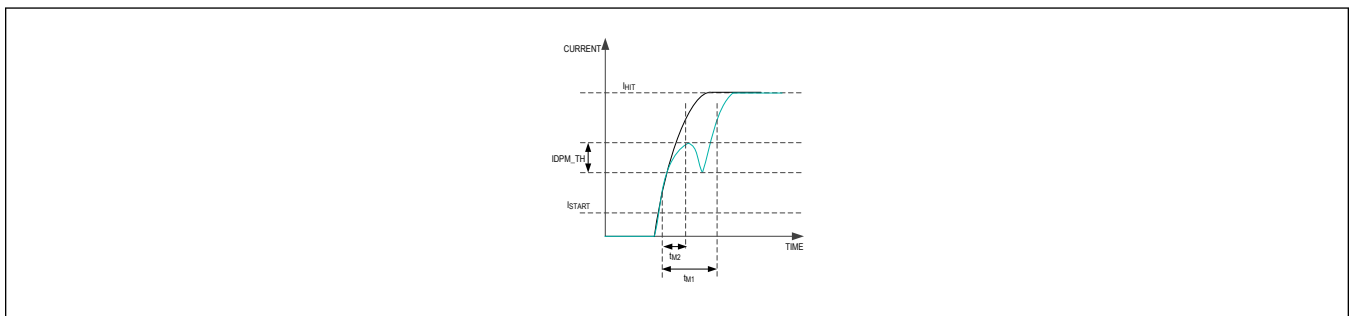 CURRENT
IHIT
IDPM_TH
ISTART
TIME
tM2
tM1